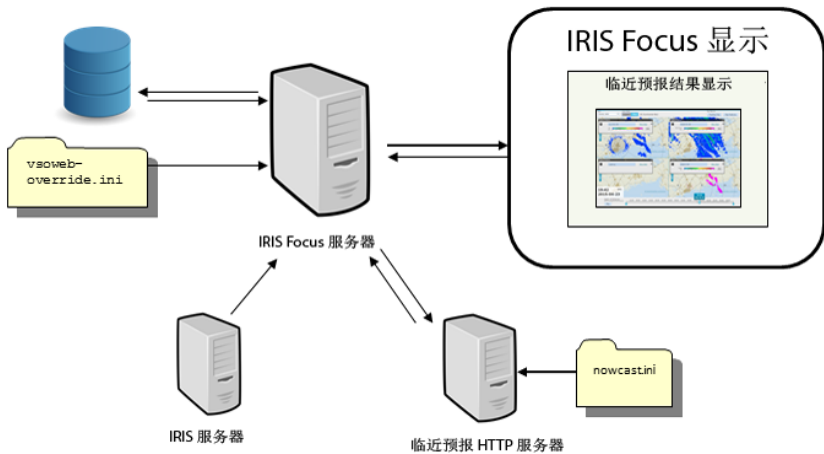 IRIS Focus 显示
临近预报结果显示
vsoweb-
override.ini
IRIS Focus 服务器
nowcast.ini
IRIS 服务器
临近预报 HTTP 服务器